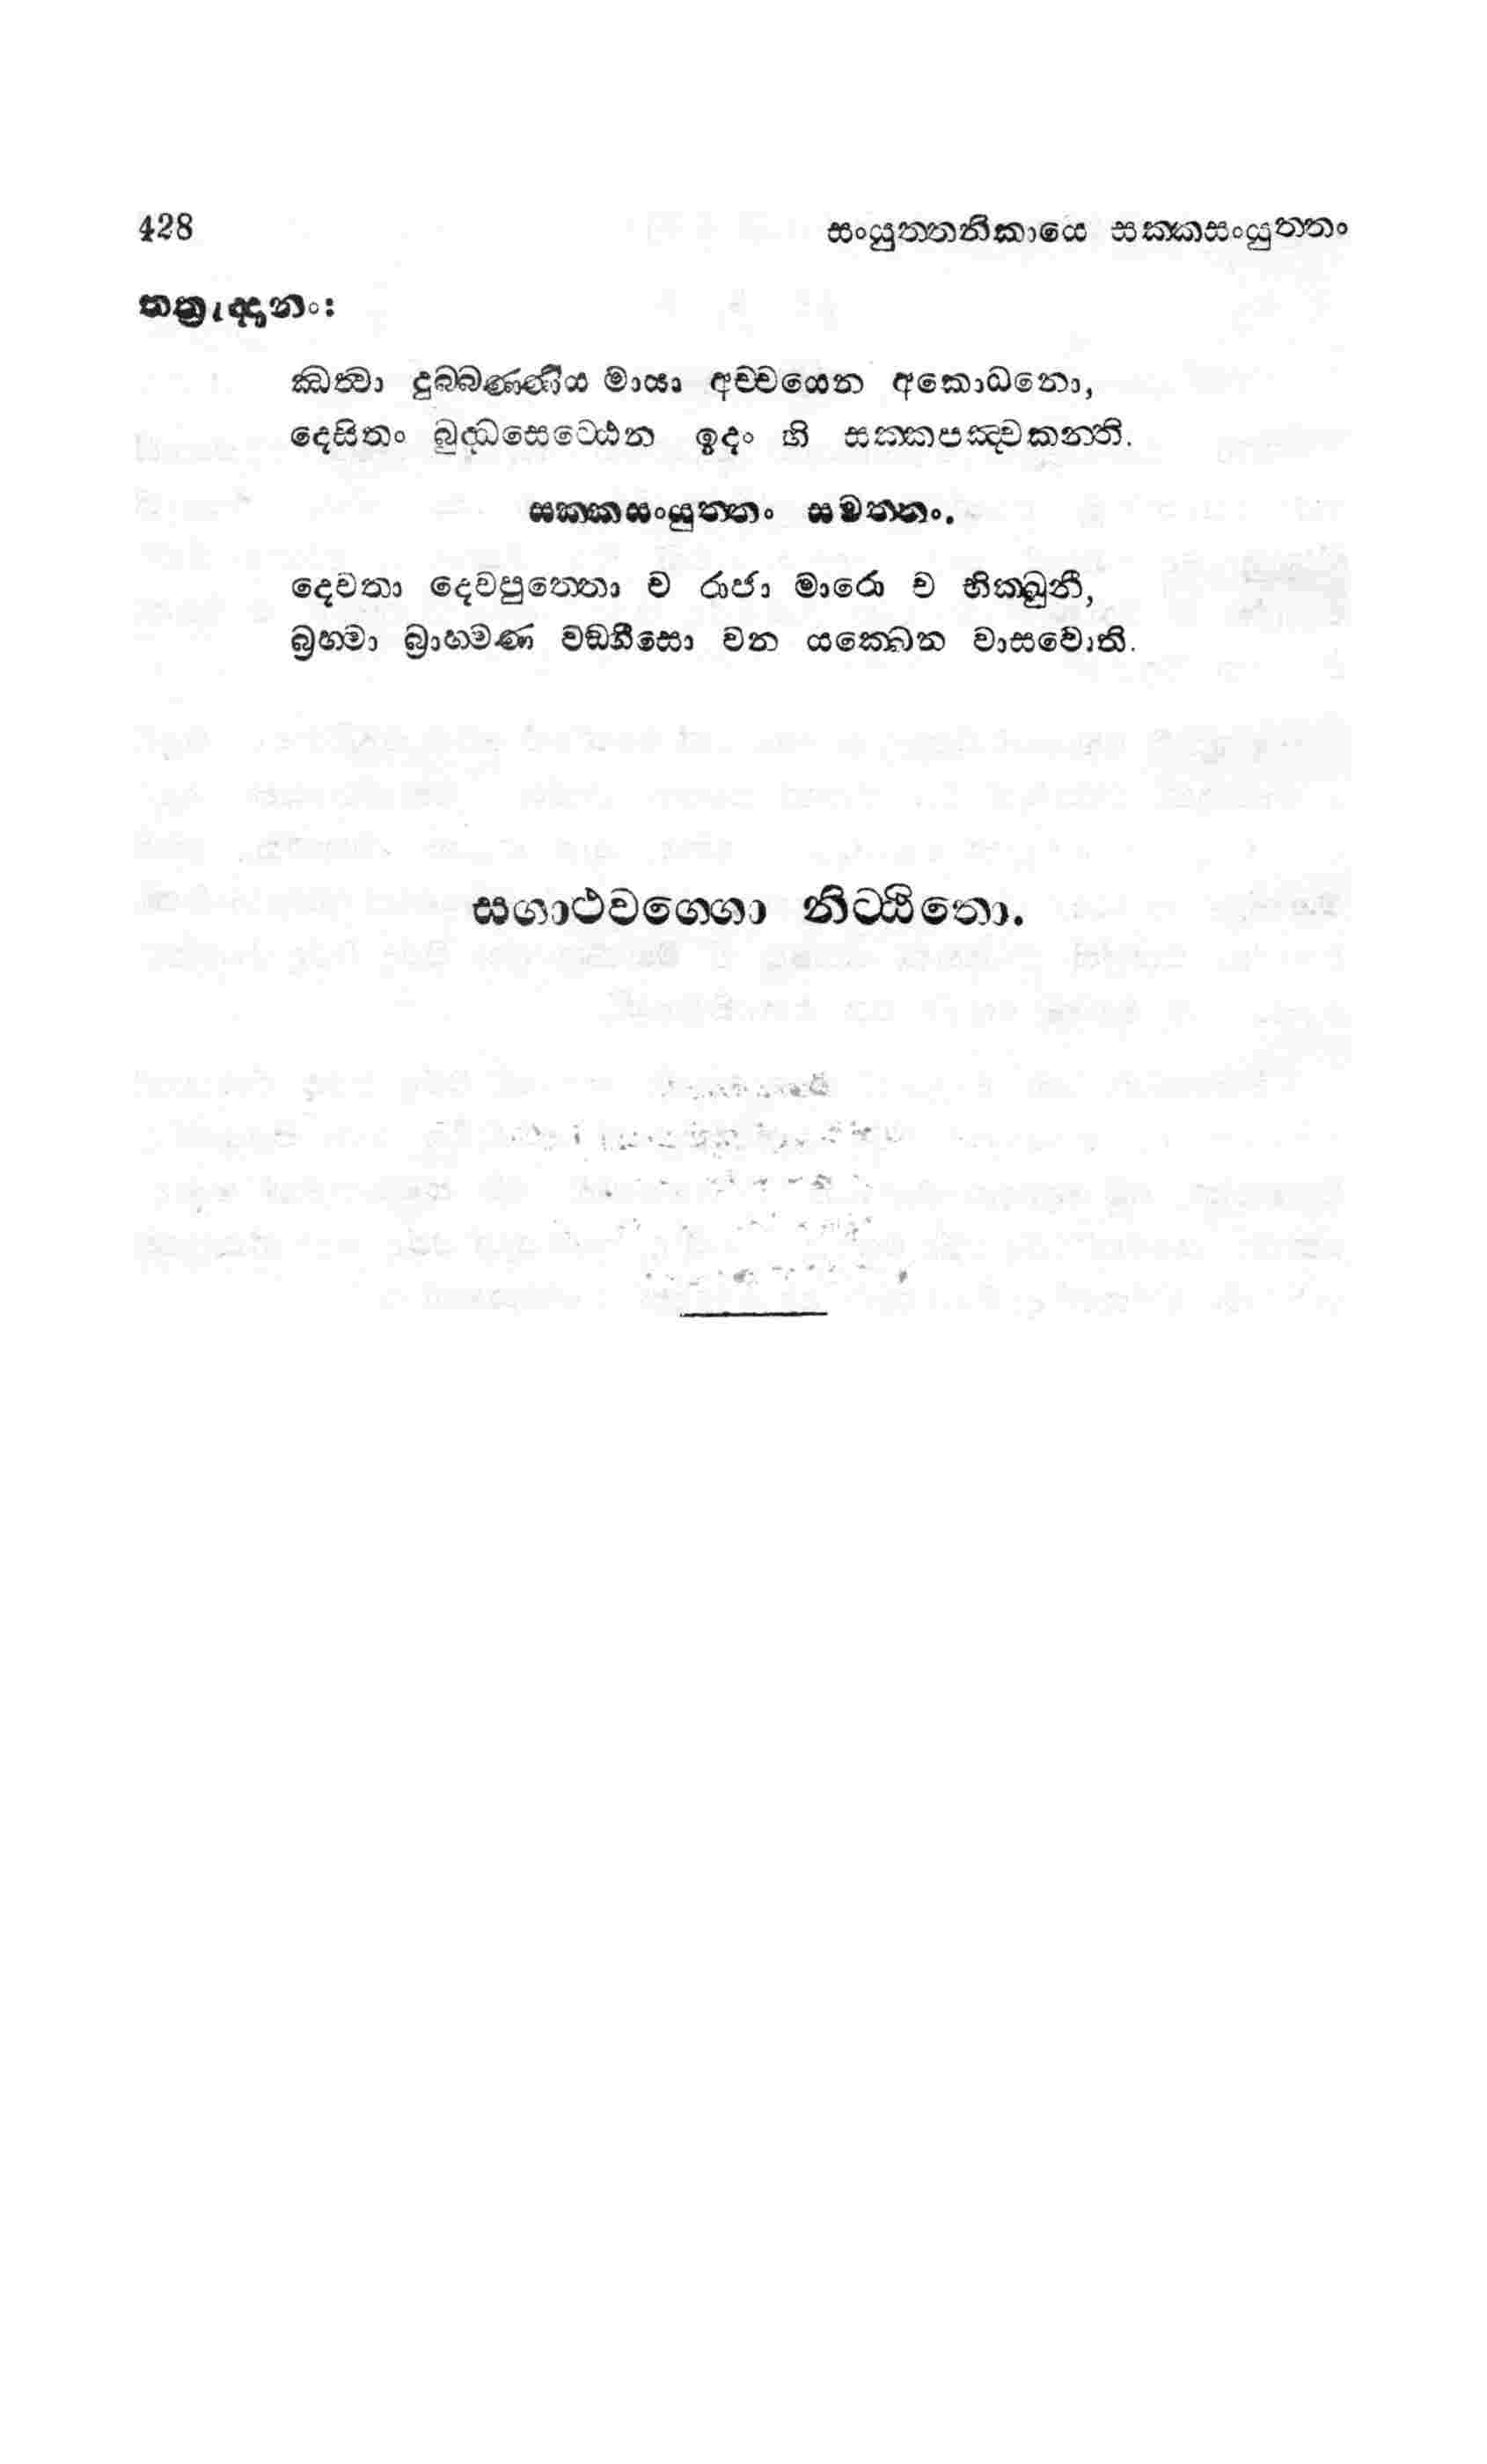 428 සංයුත්තනිකායෙ සක්කසංයුත්තං
තත්‍රැද්දානං:
ඣත්වා දුබ්බණ්ණිය මායා අච්චයෙන අකොධනො,
දෙසිතං බුද්ධසෙට්ඨෙන ඉදං හි සක්කපඤ්චකන්ති.
සක්කසංයුත්තං සමත්තං.
දෙවතා දෙවපුත්තො ච රාජා මාරො ච භික්ඛුනී,
බ්‍රහ්මා බ්‍රාහ්මණ වඞ්ගීසො වන යක්ඛෙන වාසවොති.
සගාථවග්ගො නිට්ඨිතො.